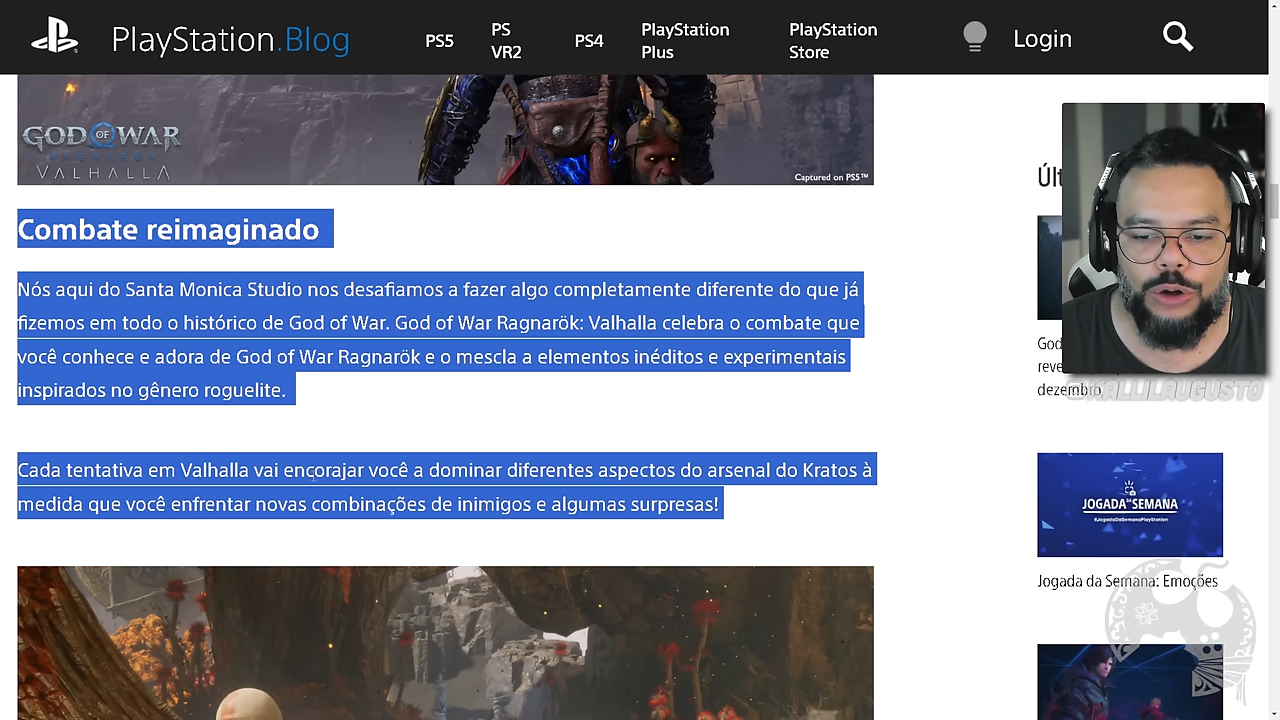 PlayStation.Blog
PS5
PS
VR2
PS4
PlayStation
Plus
PlayStation
Store
Login
GOD OF WAR
RAGNARÖK
VALHALLA
Captured on PS5™
Combate reimaginado
Nós aqui do Santa Monica Studio nos desafiamos a fazer algo completamente diferente do que já
fizemos em todo o histórico de God of War. God of War Ragnarök: Valhalla celebra o combate que
você conhece e adora de God of War Ragnarök e o mescla a elementos inéditos e experimentais
inspirados no gênero roguelite.
Cada tentativa em Valhalla vai encorajar você a dominar diferentes aspectos do arsenal do Kratos à
medida que você enfrentar novas combinações de inimigos e algumas surpresas!
Últ
God
reve
dezembro
@KALLILAUGUSTO
JOGADA DA SEMANA
#JogadaDaSemanaPlayStation
Jogada da Semana: Emoções